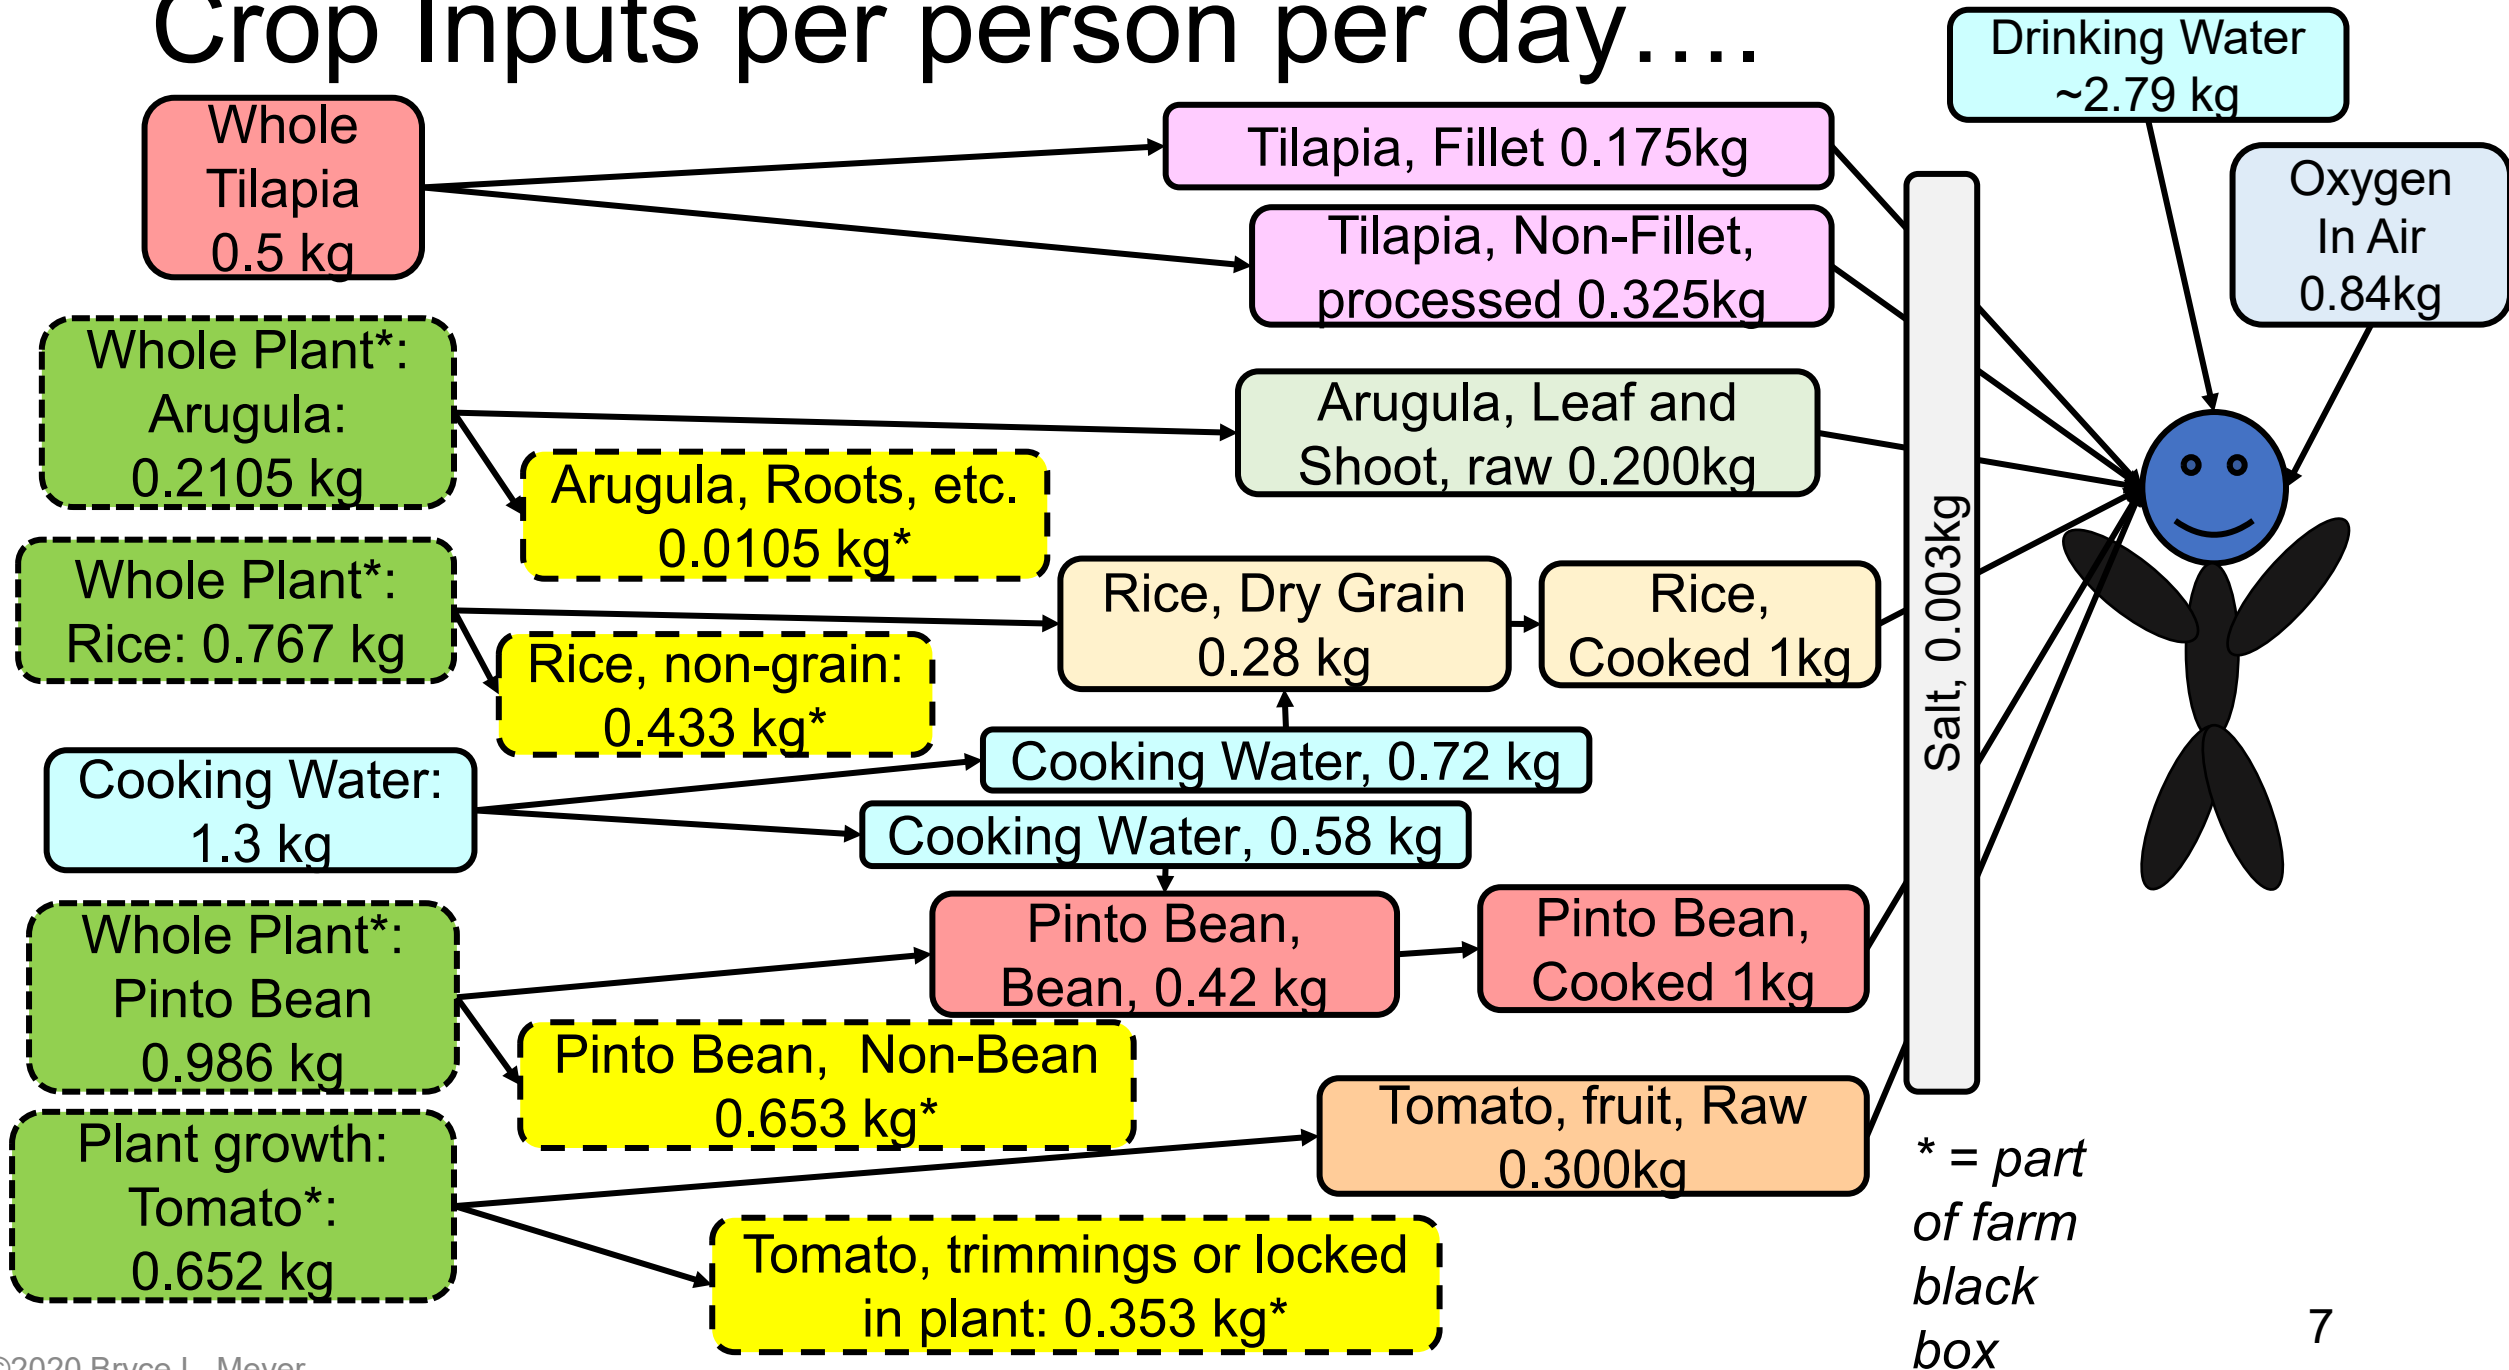 Crop Inputs per person per day….
Drinking Water
~2.79 kg
Whole
Tilapia
0.5 kg
Tilapia, Fillet 0.175kg
Tilapia, Non-Fillet,
processed 0.325kg
Oxygen
In Air
0.84kg
Whole Plant*:
Arugula:
0.2105 kg
Arugula, Leaf and
Shoot, raw 0.200kg
Arugula, Roots, etc.
0.0105 kg*
Whole Plant*:
Rice: 0.767 kg
Rice, Dry Grain
0.28 kg
Rice,
Cooked 1kg
Rice, non-grain:
0.433 kg*
Salt, 0.003kg
Cooking Water:
1.3 kg
Cooking Water, 0.72 kg
Cooking Water, 0.58 kg
Whole Plant*:
Pinto Bean
0.986 kg
Pinto Bean,
Bean, 0.42 kg
Pinto Bean,
Cooked 1kg
Pinto Bean, Non-Bean
0.653 kg*
Plant growth:
Tomato*:
0.652 kg
Tomato, fruit, Raw
0.300kg
Tomato, trimmings or locked
in plant: 0.353 kg*
* = part
of farm
black
box
7
©2020 Bryce L. Meyer